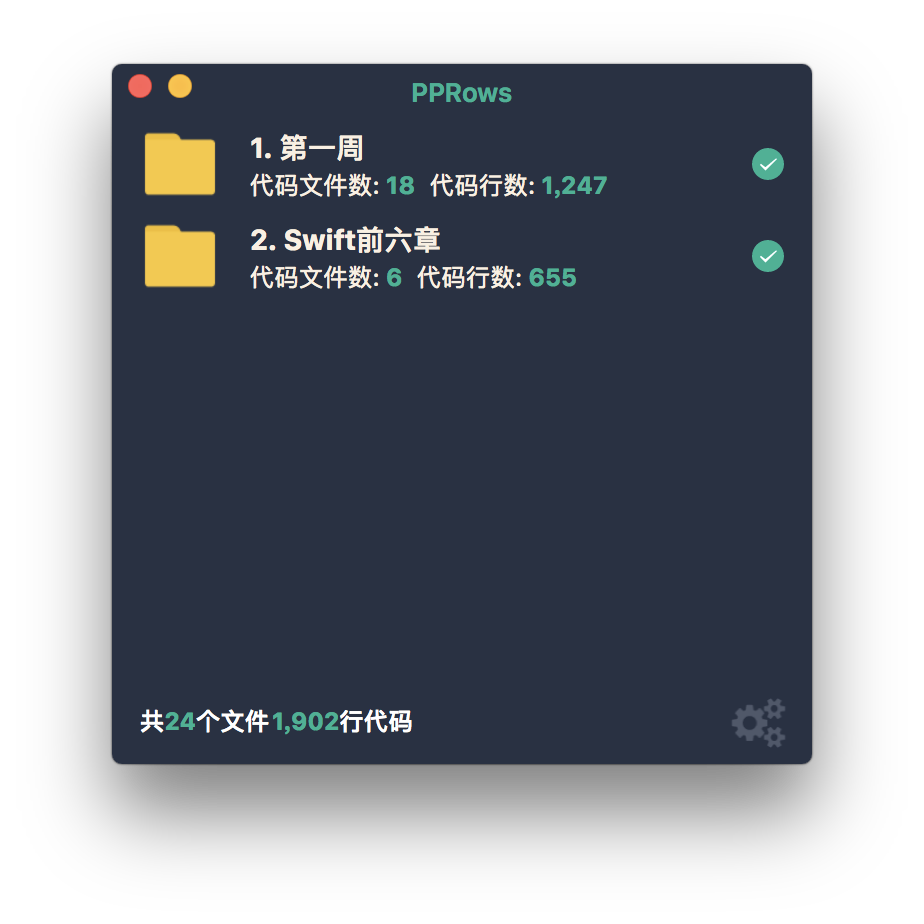 PPRows
1. 第一周
代码文件数: 18 代码行数: 1,247
2. Swift前六章
代码文件数: 6 代码行数: 655
共24个文件1,902行代码